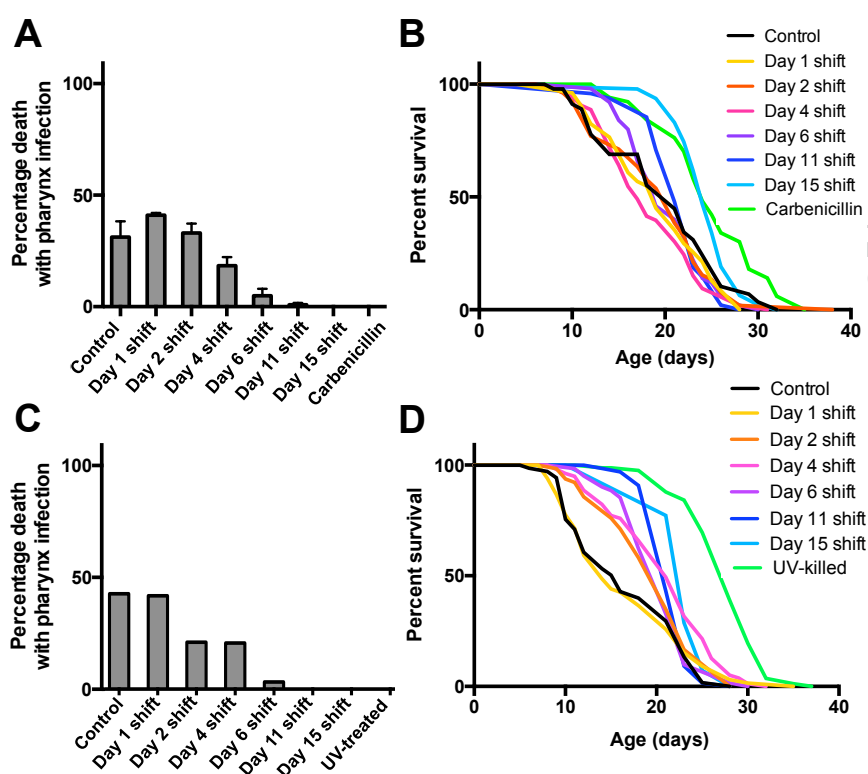 A
Percentage death
with pharynx infection
100
50
0
Control
Day 1 shift
Day 2 shift
Day 4 shift
Day 6 shift
Day 11 shift
Day 15 shift
Carbenicillin
B
Percent survival
100
50
0
0
10
20
30
40
Age (days)
Control
Day 1 shift
Day 2 shift
Day 4 shift
Day 6 shift
Day 11 shift
Day 15 shift
Carbenicillin
C
Percentage death
with pharynx infection
100
50
0
Control
Day 1 shift
Day 2 shift
Day 4 shift
Day 6 shift
Day 11 shift
Day 15 shift
UV-treated
D
Percent survival
100
50
0
0
10
20
30
40
Age (days)
Control
Day 1 shift
Day 2 shift
Day 4 shift
Day 6 shift
Day 11 shift
Day 15 shift
UV-killed